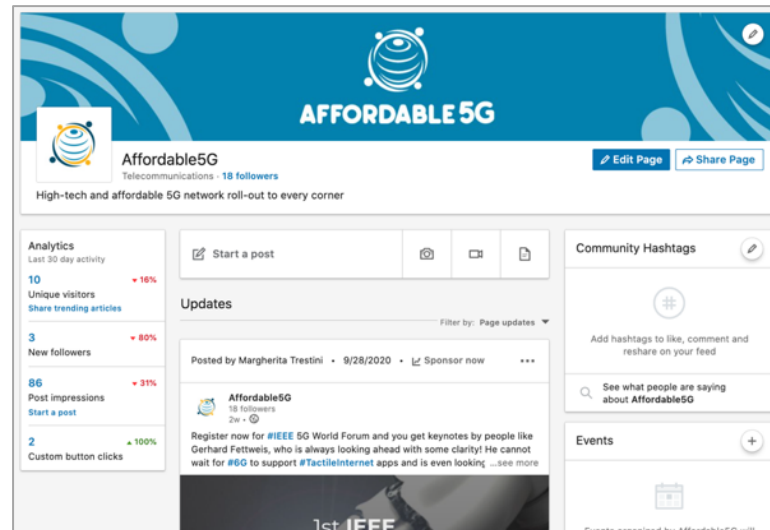 AFFORDABLE 5G
Affordable5G
Telecommunications · 18 followers
High-tech and affordable 5G network roll-out to every corner
Edit Page
Share Page
Analytics
Last 30 day activity
10
16%
Unique visitors
Share trending articles
3
80%
New followers
86
31%
Post impressions
Start a post
2
100%
Custom button clicks
Start a post
Updates
Filter by: Page updates
Posted by Margherita Trestini • 9/28/2020 • Sponsor now
Affordable5G
18 followers
2w •
Register now for #IEEE 5G World Forum and you get keynotes by people like
Gerhard Fettweis, who is always looking ahead with some clarity! He cannot
wait for #6G to support #TactileInternet apps and is even looking ...see more
1st IEEE
Community Hashtags
#
Add hashtags to like, comment and
reshare on your feed
See what people are saying
about Affordable5G
Events
Events organized by Affordable5G will